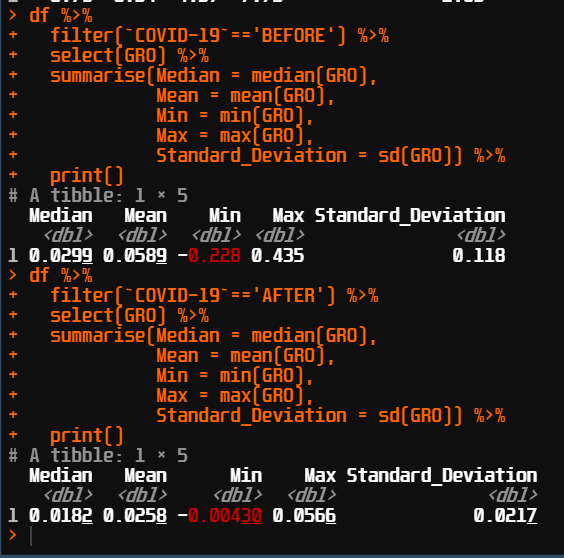 > df %>%
+   filter(`COVID-19`=='BEFORE') %>%
+   select(GRO) %>%
+   summarise(Median = median(GRO),
+             Mean = mean(GRO),
+             Min = min(GRO),
+             Max = max(GRO),
+             Standard_Deviation = sd(GRO)) %>%
+   print()
# A tibble: 1 × 5
  Median   Mean    Min   Max Standard_Deviation
   <dbl>  <dbl>  <dbl> <dbl>              <dbl>
1 0.0299 0.0589 -0.228 0.435              0.118
> df %>%
+   filter(`COVID-19`=='AFTER') %>%
+   select(GRO) %>%
+   summarise(Median = median(GRO),
+             Mean = mean(GRO),
+             Min = min(GRO),
+             Max = max(GRO),
+             Standard_Deviation = sd(GRO)) %>%
+   print()
# A tibble: 1 × 5
  Median   Mean      Min    Max Standard_Deviation
   <dbl>  <dbl>    <dbl>  <dbl>              <dbl>
1 0.0182 0.0258 -0.00430 0.0566             0.0217
>